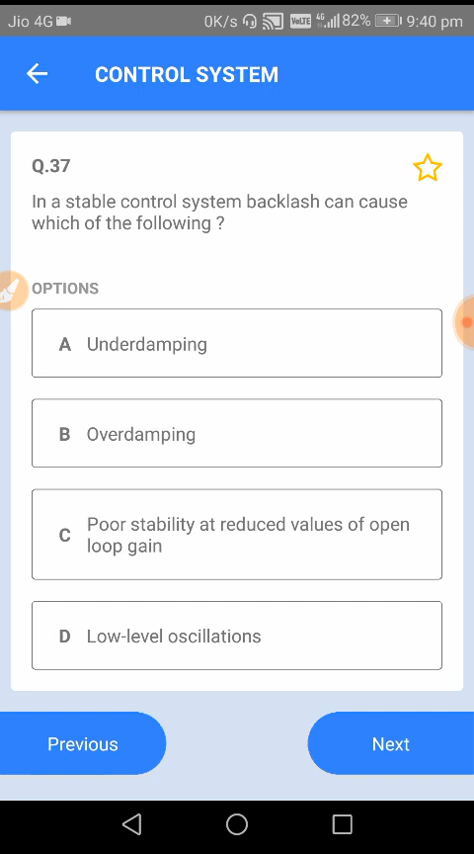 Jio 4G 0K/s VoLTE 4G 82% 9:40 pm
CONTROL SYSTEM
Q.37
In a stable control system backlash can cause
which of the following ?
OPTIONS
A Underdamping
B Overdamping
Poor stability at reduced values of open
C loop gain
D Low-level oscillations
Previous Next